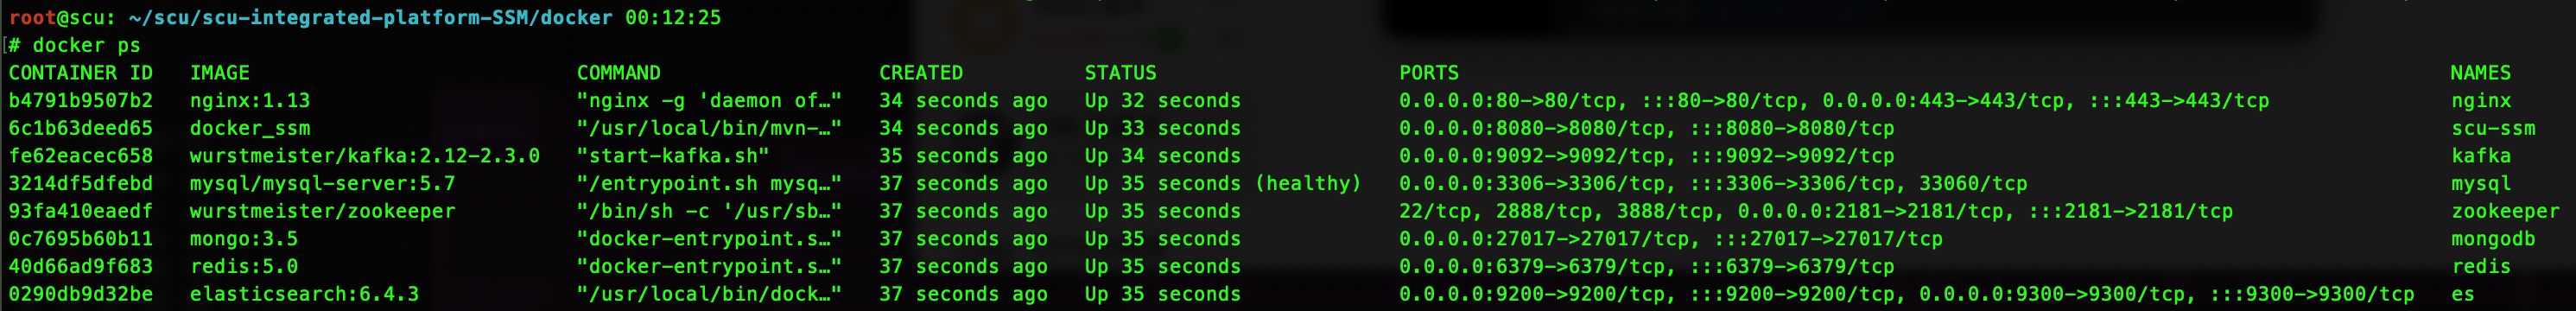 root@scu: ~/scu/scu-integrated-platform-SSM/docker 00:12:25
[# docker ps
CONTAINER ID   IMAGE                           COMMAND                  CREATED          STATUS                    PORTS                                                                                  NAMES
b4791b9507b2   nginx:1.13                      "nginx -g 'daemon of…"   34 seconds ago   Up 32 seconds             0.0.0.0:80->80/tcp, :::80->80/tcp, 0.0.0.0:443->443/tcp, :::443->443/tcp               nginx
6c1b63deed65   docker_ssm                      "/usr/local/bin/mvn-…"   34 seconds ago   Up 33 seconds             0.0.0.0:8080->8080/tcp, :::8080->8080/tcp                                              scu-ssm
fe62eacec658   wurstmeister/kafka:2.12-2.3.0   "start-kafka.sh"         35 seconds ago   Up 34 seconds             0.0.0.0:9092->9092/tcp, :::9092->9092/tcp                                              kafka
3214df5dfebd   mysql/mysql-server:5.7          "/entrypoint.sh mysq…"   37 seconds ago   Up 35 seconds (healthy)   0.0.0.0:3306->3306/tcp, :::3306->3306/tcp, 33060/tcp                                   mysql
93fa410eaedf   wurstmeister/zookeeper          "/bin/sh -c '/usr/sb…"   37 seconds ago   Up 35 seconds             22/tcp, 2888/tcp, 3888/tcp, 0.0.0.0:2181->2181/tcp, :::2181->2181/tcp                  zookeeper
0c7695b60b11   mongo:3.5                       "docker-entrypoint.s…"   37 seconds ago   Up 35 seconds             0.0.0.0:27017->27017/tcp, :::27017->27017/tcp                                          mongodb
40d66ad9f683   redis:5.0                       "docker-entrypoint.s…"   37 seconds ago   Up 35 seconds             0.0.0.0:6379->6379/tcp, :::6379->6379/tcp                                              redis
0290db9d32be   elasticsearch:6.4.3             "/usr/local/bin/dock…"   37 seconds ago   Up 35 seconds             0.0.0.0:9200->9200/tcp, :::9200->9200/tcp, 0.0.0.0:9300->9300/tcp, :::9300->9300/tcp   es